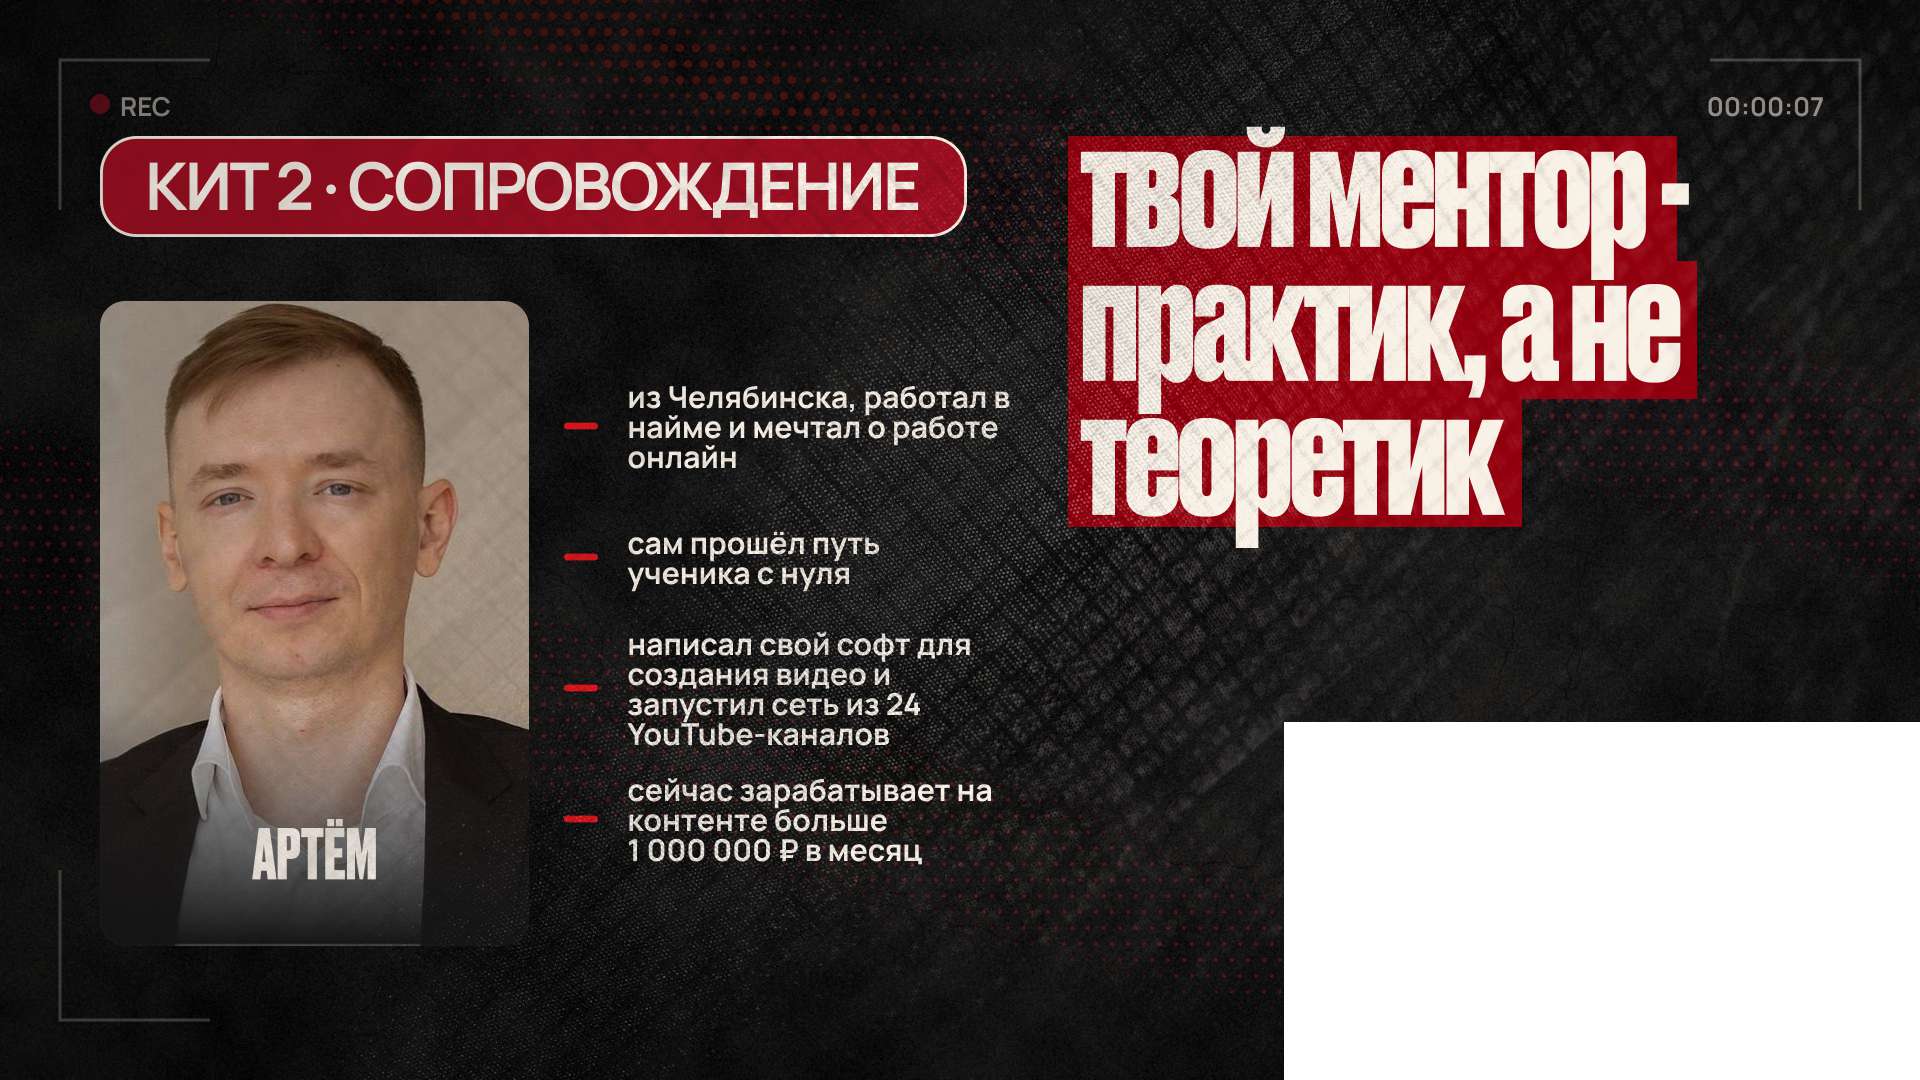 REC
00:00:07
КИТ 2 · СОПРОВОЖДЕНИЕ
твой ментор -
практик, а не
теоретик
из Челябинска, работал в
найме и мечтал о работе
онлайн
сам прошёл путь
ученика с нуля
написал свой софт для
создания видео и
запустил сеть из 24
YouTube-каналов
сейчас зарабатывает на
контенте больше
1 000 000 ₽ в месяц
АРТЁМ